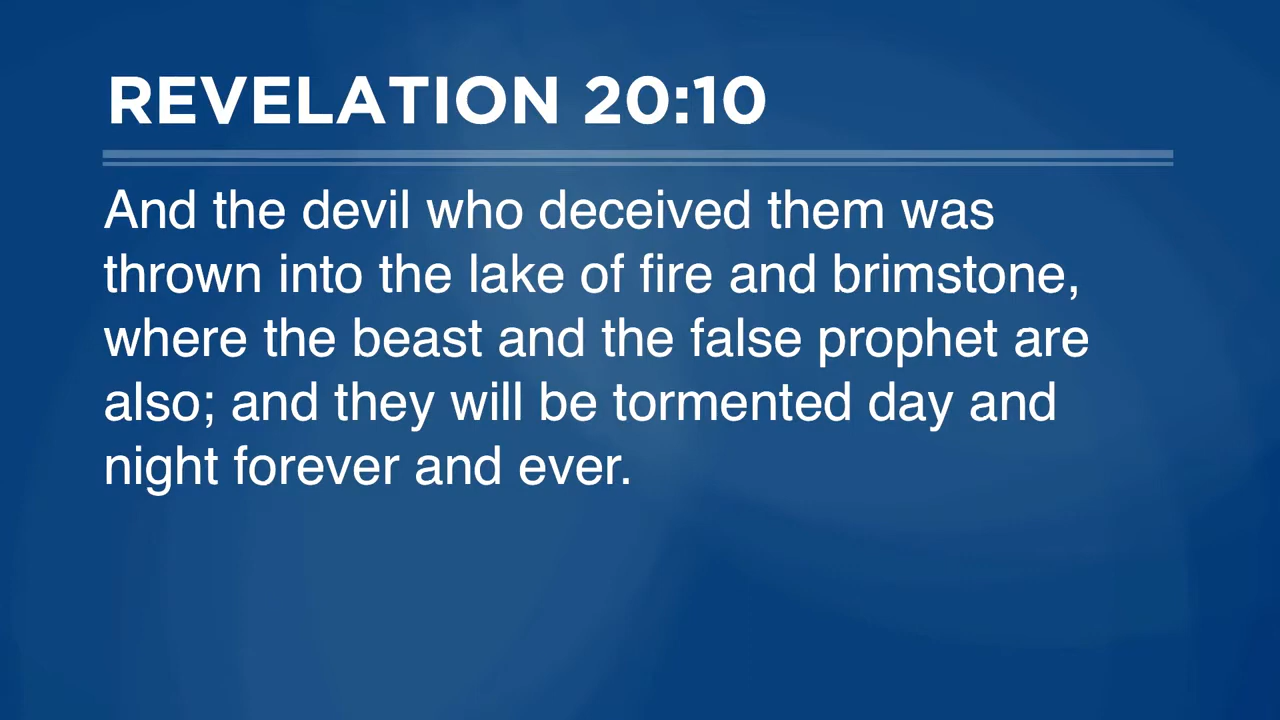 REVELATION 20:10
And the devil who deceived them was
thrown into the lake of fire and brimstone,
where the beast and the false prophet are
also; and they will be tormented day and
night forever and ever.